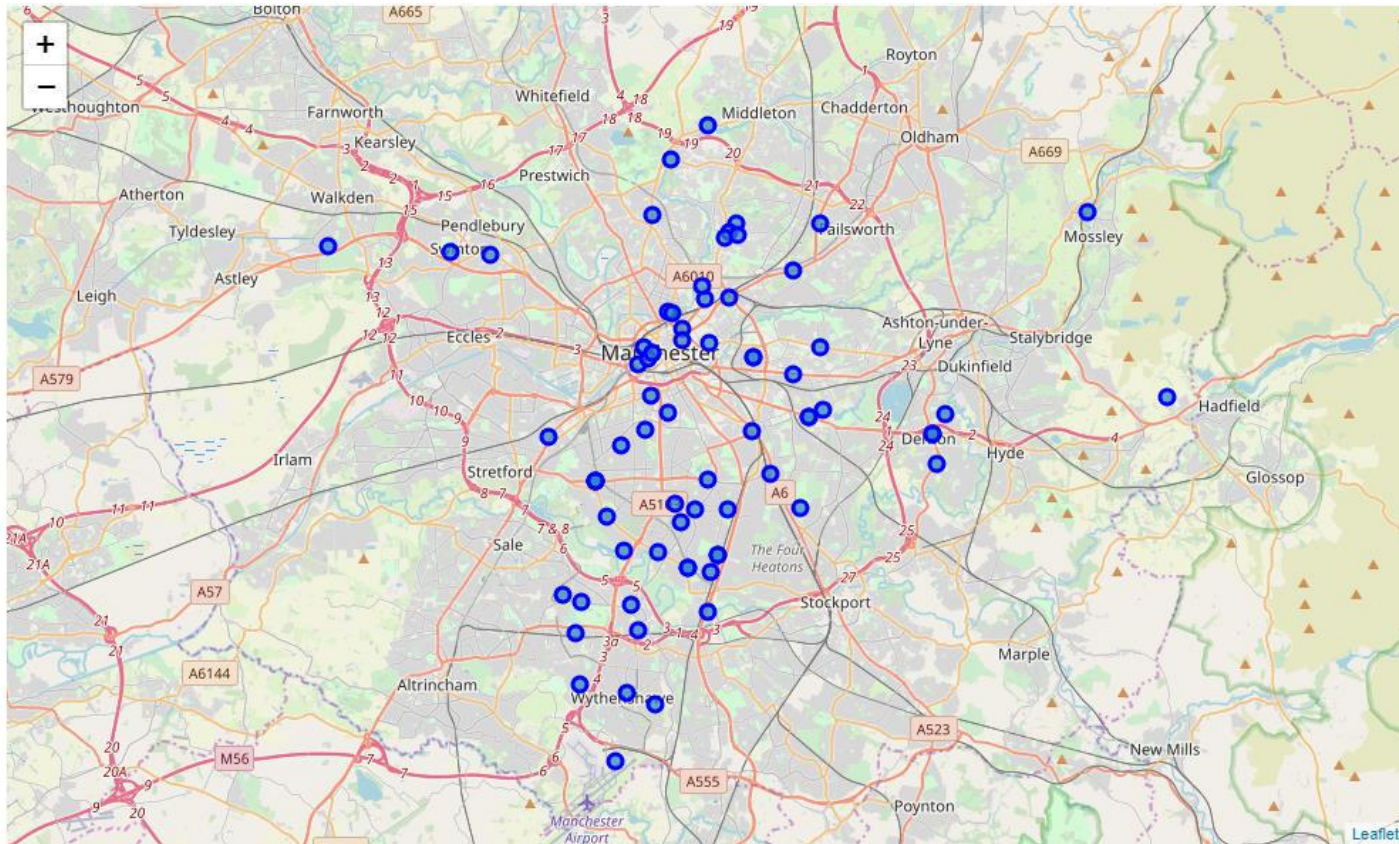 Bolton
A665
+
−
Royton
Whitefield
Westhoughton
Farnworth
Middleton
Chadderton
Oldham
Kearsley
A669
Prestwich
Atherton
Walkden
Pendlebury
Tyldesley
Swinton
Failsworth
Mossley
Astley
A6010
Leigh
Eccles
Ashton-under-
Lyne
Stalybridge
Manchester
Dukinfield
A579
Hadfield
Denton
Hyde
Irlam
Stretford
Glossop
A6
Sale
The Four
Heatons
A57
Stockport
Marple
A6144
Altrincham
Wythenshawe
A523
New Mills
M56
A555
Poynton
Manchester
Airport
Leaflet